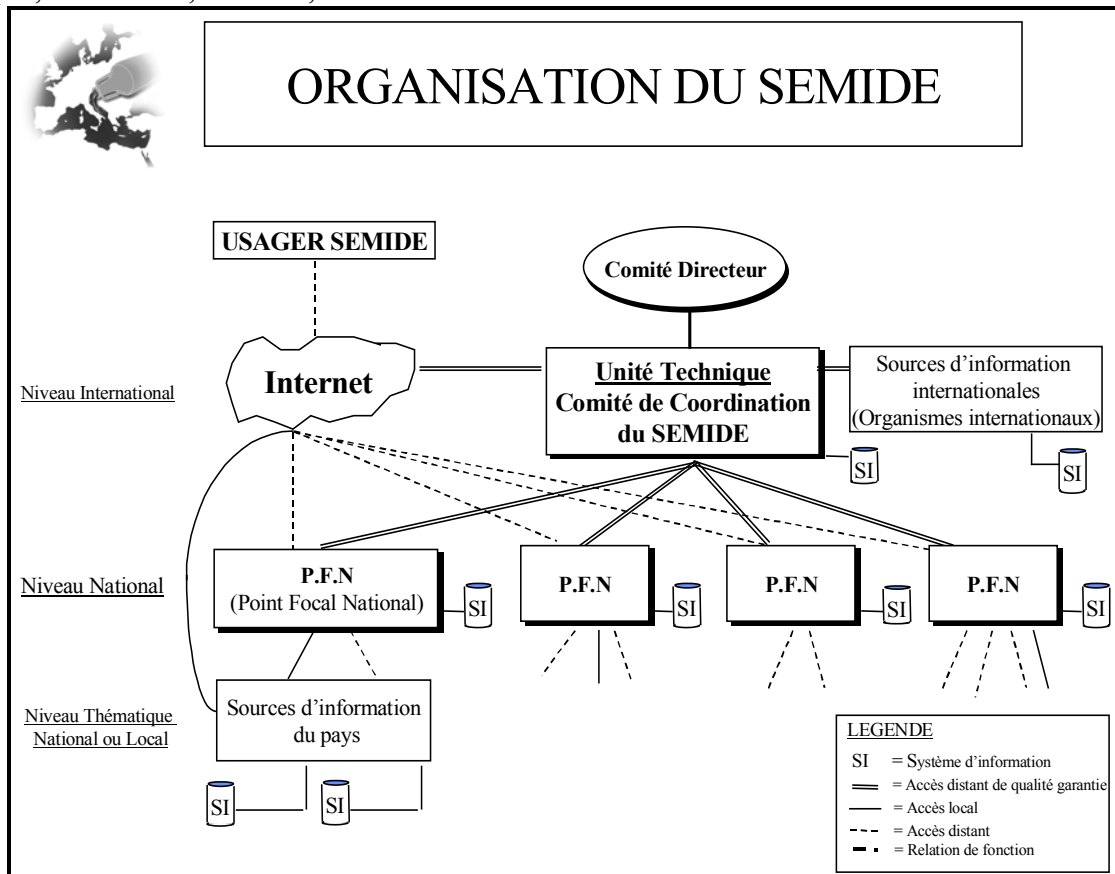 ORGANISATION DU SEMIDE
USAGER SEMIDE
Comité Directeur
Niveau International
Internet
Unité Technique
Comité de Coordination
du SEMIDE
Sources d’information
internationales
(Organismes internationaux)
SI
SI
Niveau National
P.F.N
(Point Focal National)
SI
P.F.N
SI
P.F.N
SI
P.F.N
SI
Niveau Thématique
National ou Local
Sources d’information
du pays
SI
SI
LEGENDE
SI = Système d’information
= Accès distant de qualité garantie
= Accès local
= Accès distant
= Relation de fonction